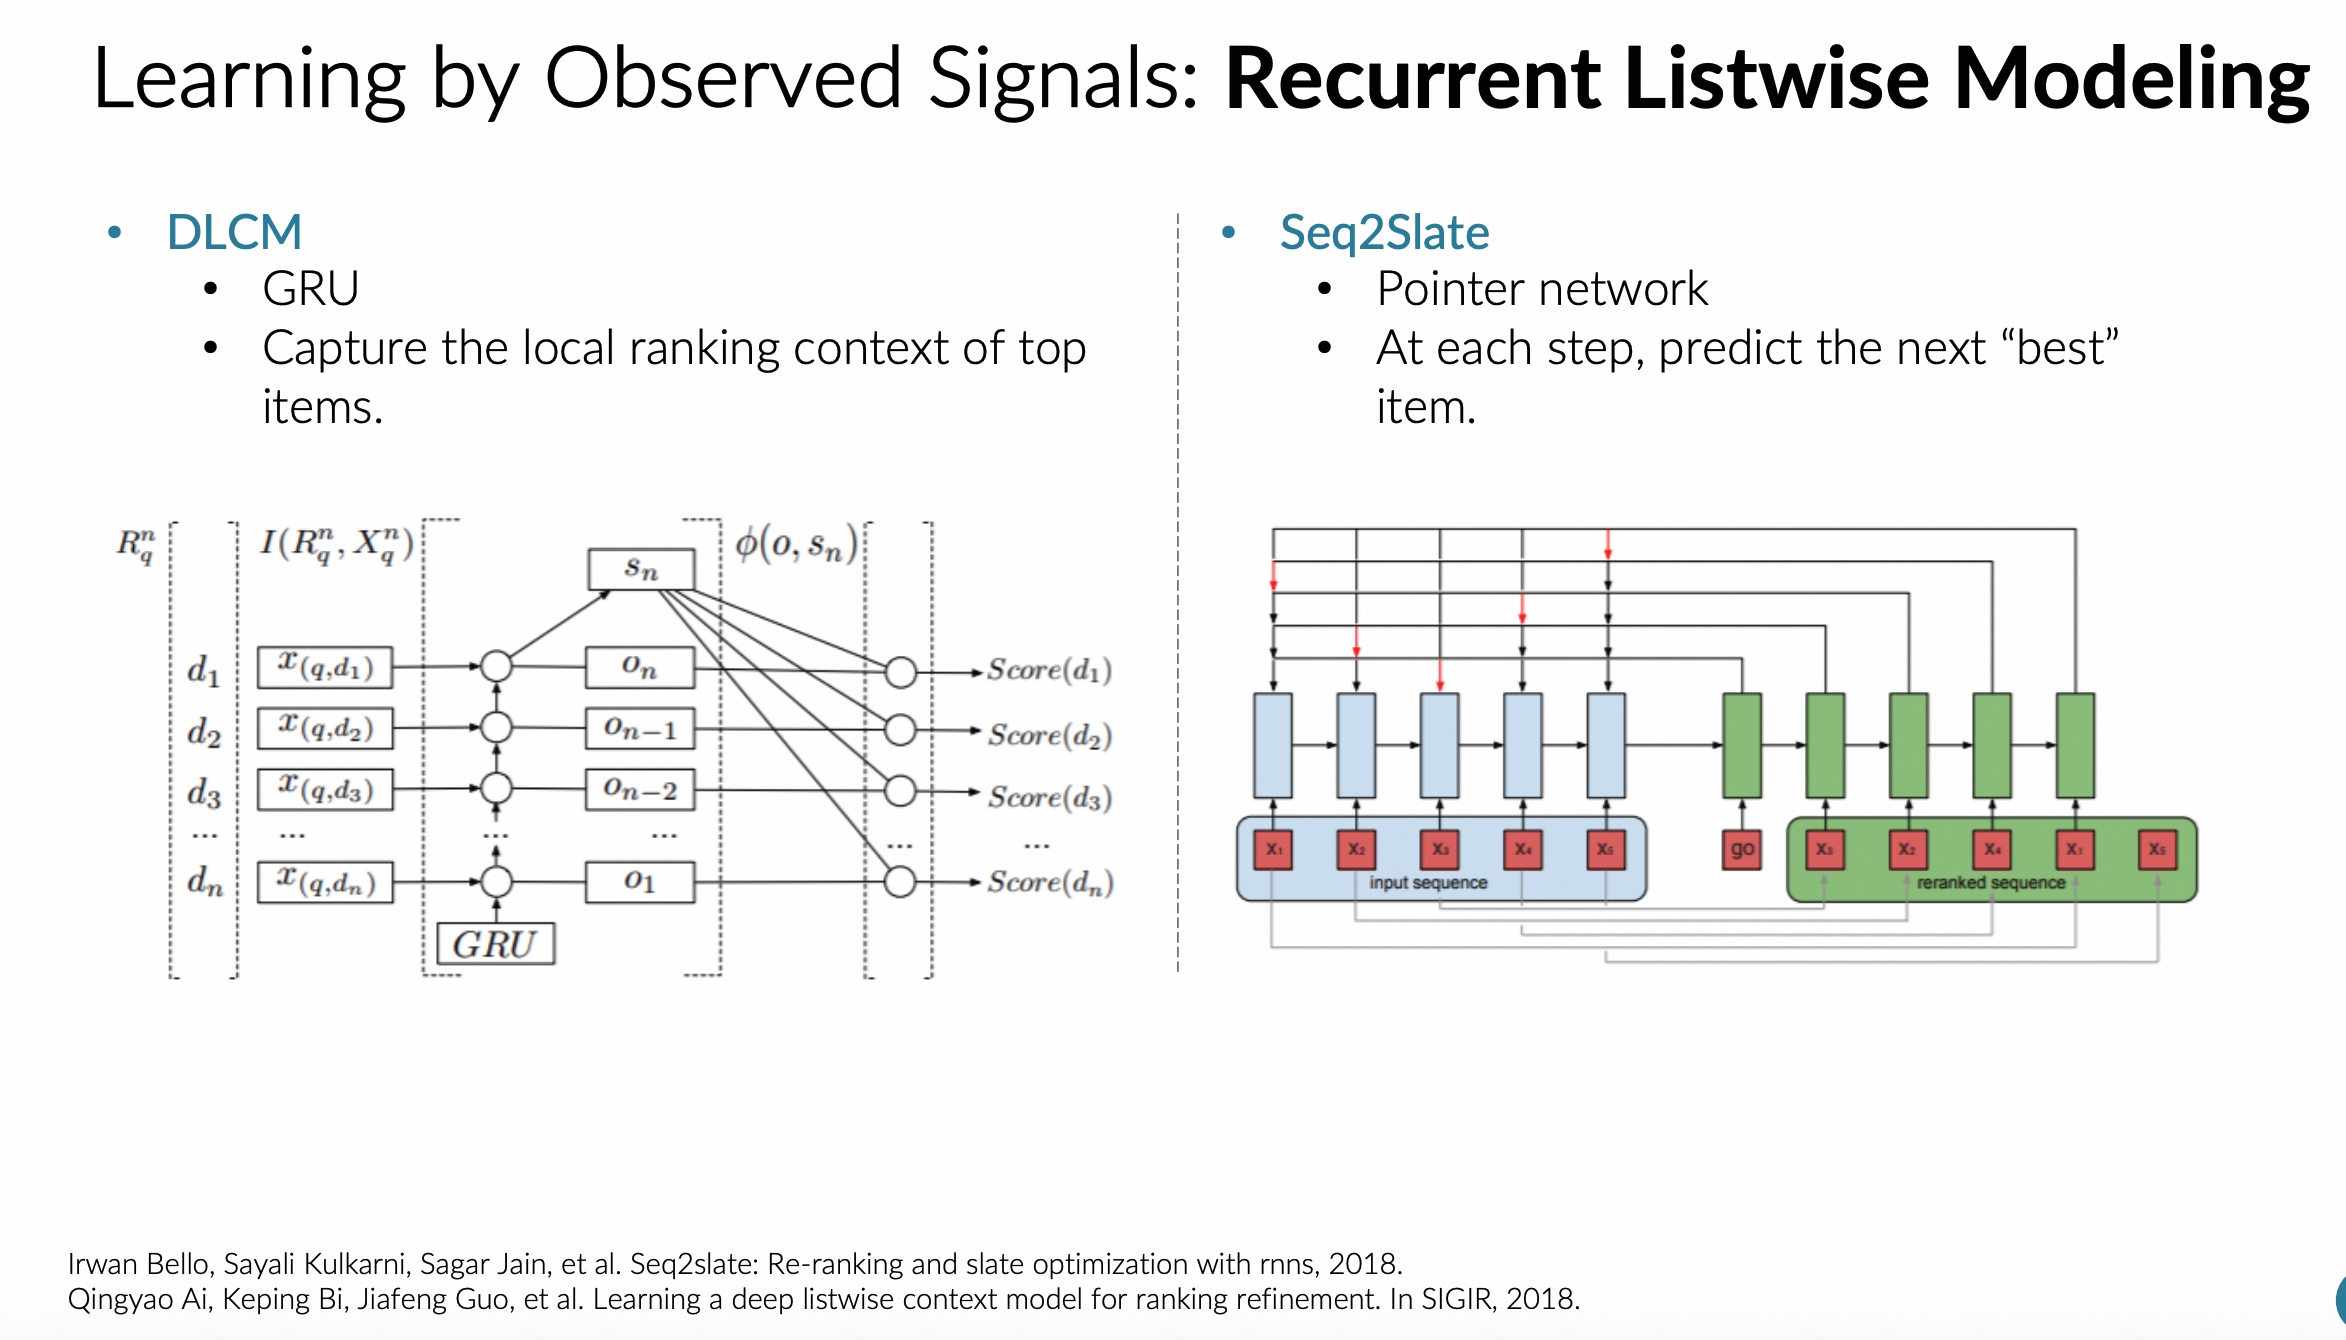 Learning by Observed Signals: Recurrent Listwise Modeling
• DLCM
• GRU
• Capture the local ranking context of top
items.
R_q^n
I(R_q^n, X_q^n)
s_n
ϕ(o, s_n)
d_1 x_(q,d_1) o_n Score(d_1)
d_2 x_(q,d_2) o_{n−1} Score(d_2)
d_3 x_(q,d_3) o_{n−2} Score(d_3)
... ... ... ... ... ...
d_n x_(q,d_n) o_1 Score(d_n)
GRU
• Seq2Slate
• Pointer network
• At each step, predict the next “best”
item.
x₁ x₂ x₃ x₄ x₅ go x₃ x₂ x₄ x₁ x₅
input sequence reranked sequence
Irwan Bello, Sayali Kulkarni, Sagar Jain, et al. Seq2slate: Re-ranking and slate optimization with rnns, 2018.
Qingyao Ai, Keping Bi, Jiafeng Guo, et al. Learning a deep listwise context model for ranking refinement. In SIGIR, 2018.